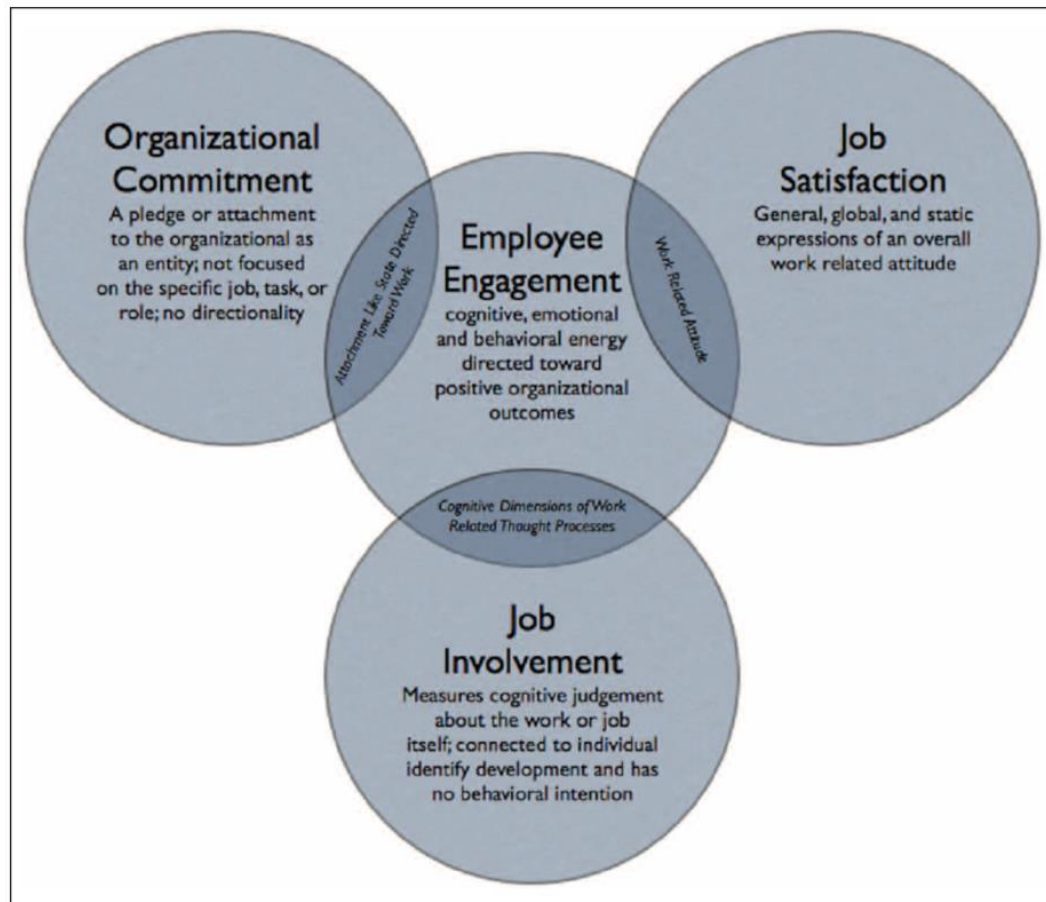 Organizational
Commitment
A pledge or attachment
to the organizational as
an entity; not focused
on the specific job, task, or
role; no directionality
Attachment Like State Directed
Toward Work
Employee
Engagement
cognitive, emotional
and behavioral energy
directed toward
positive organizational
outcomes
Work Related Attitude
Job
Satisfaction
General, global, and static
expressions of an overall
work related attitude
Cognitive Dimensions of Work
Related Thought Processes
Job
Involvement
Measures cognitive judgement
about the work or job
itself; connected to individual
identify development and has
no behavioral intention